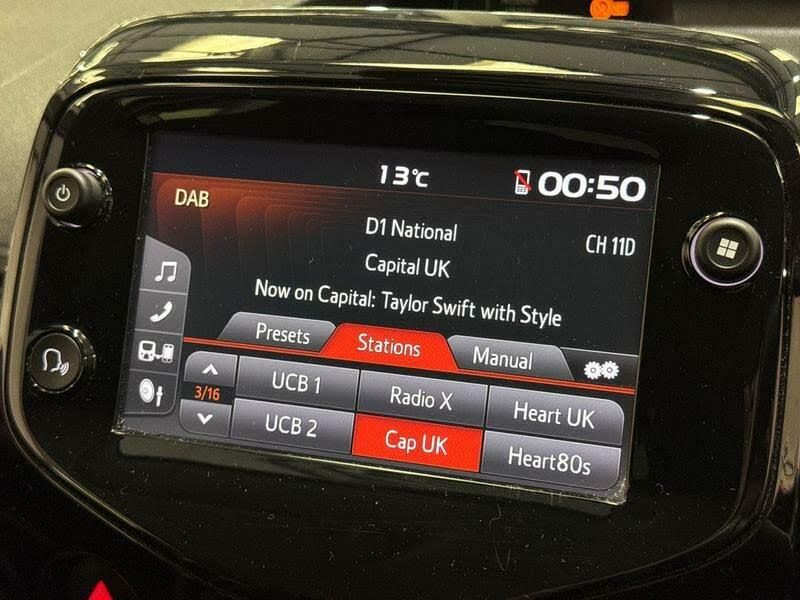 13°C
00:50
DAB
D1 National
CH 11D
Capital UK
Now on Capital: Taylor Swift with Style
Presets
Stations
Manual
3/16
UCB 1
Radio X
Heart UK
UCB 2
Cap UK
Heart80s